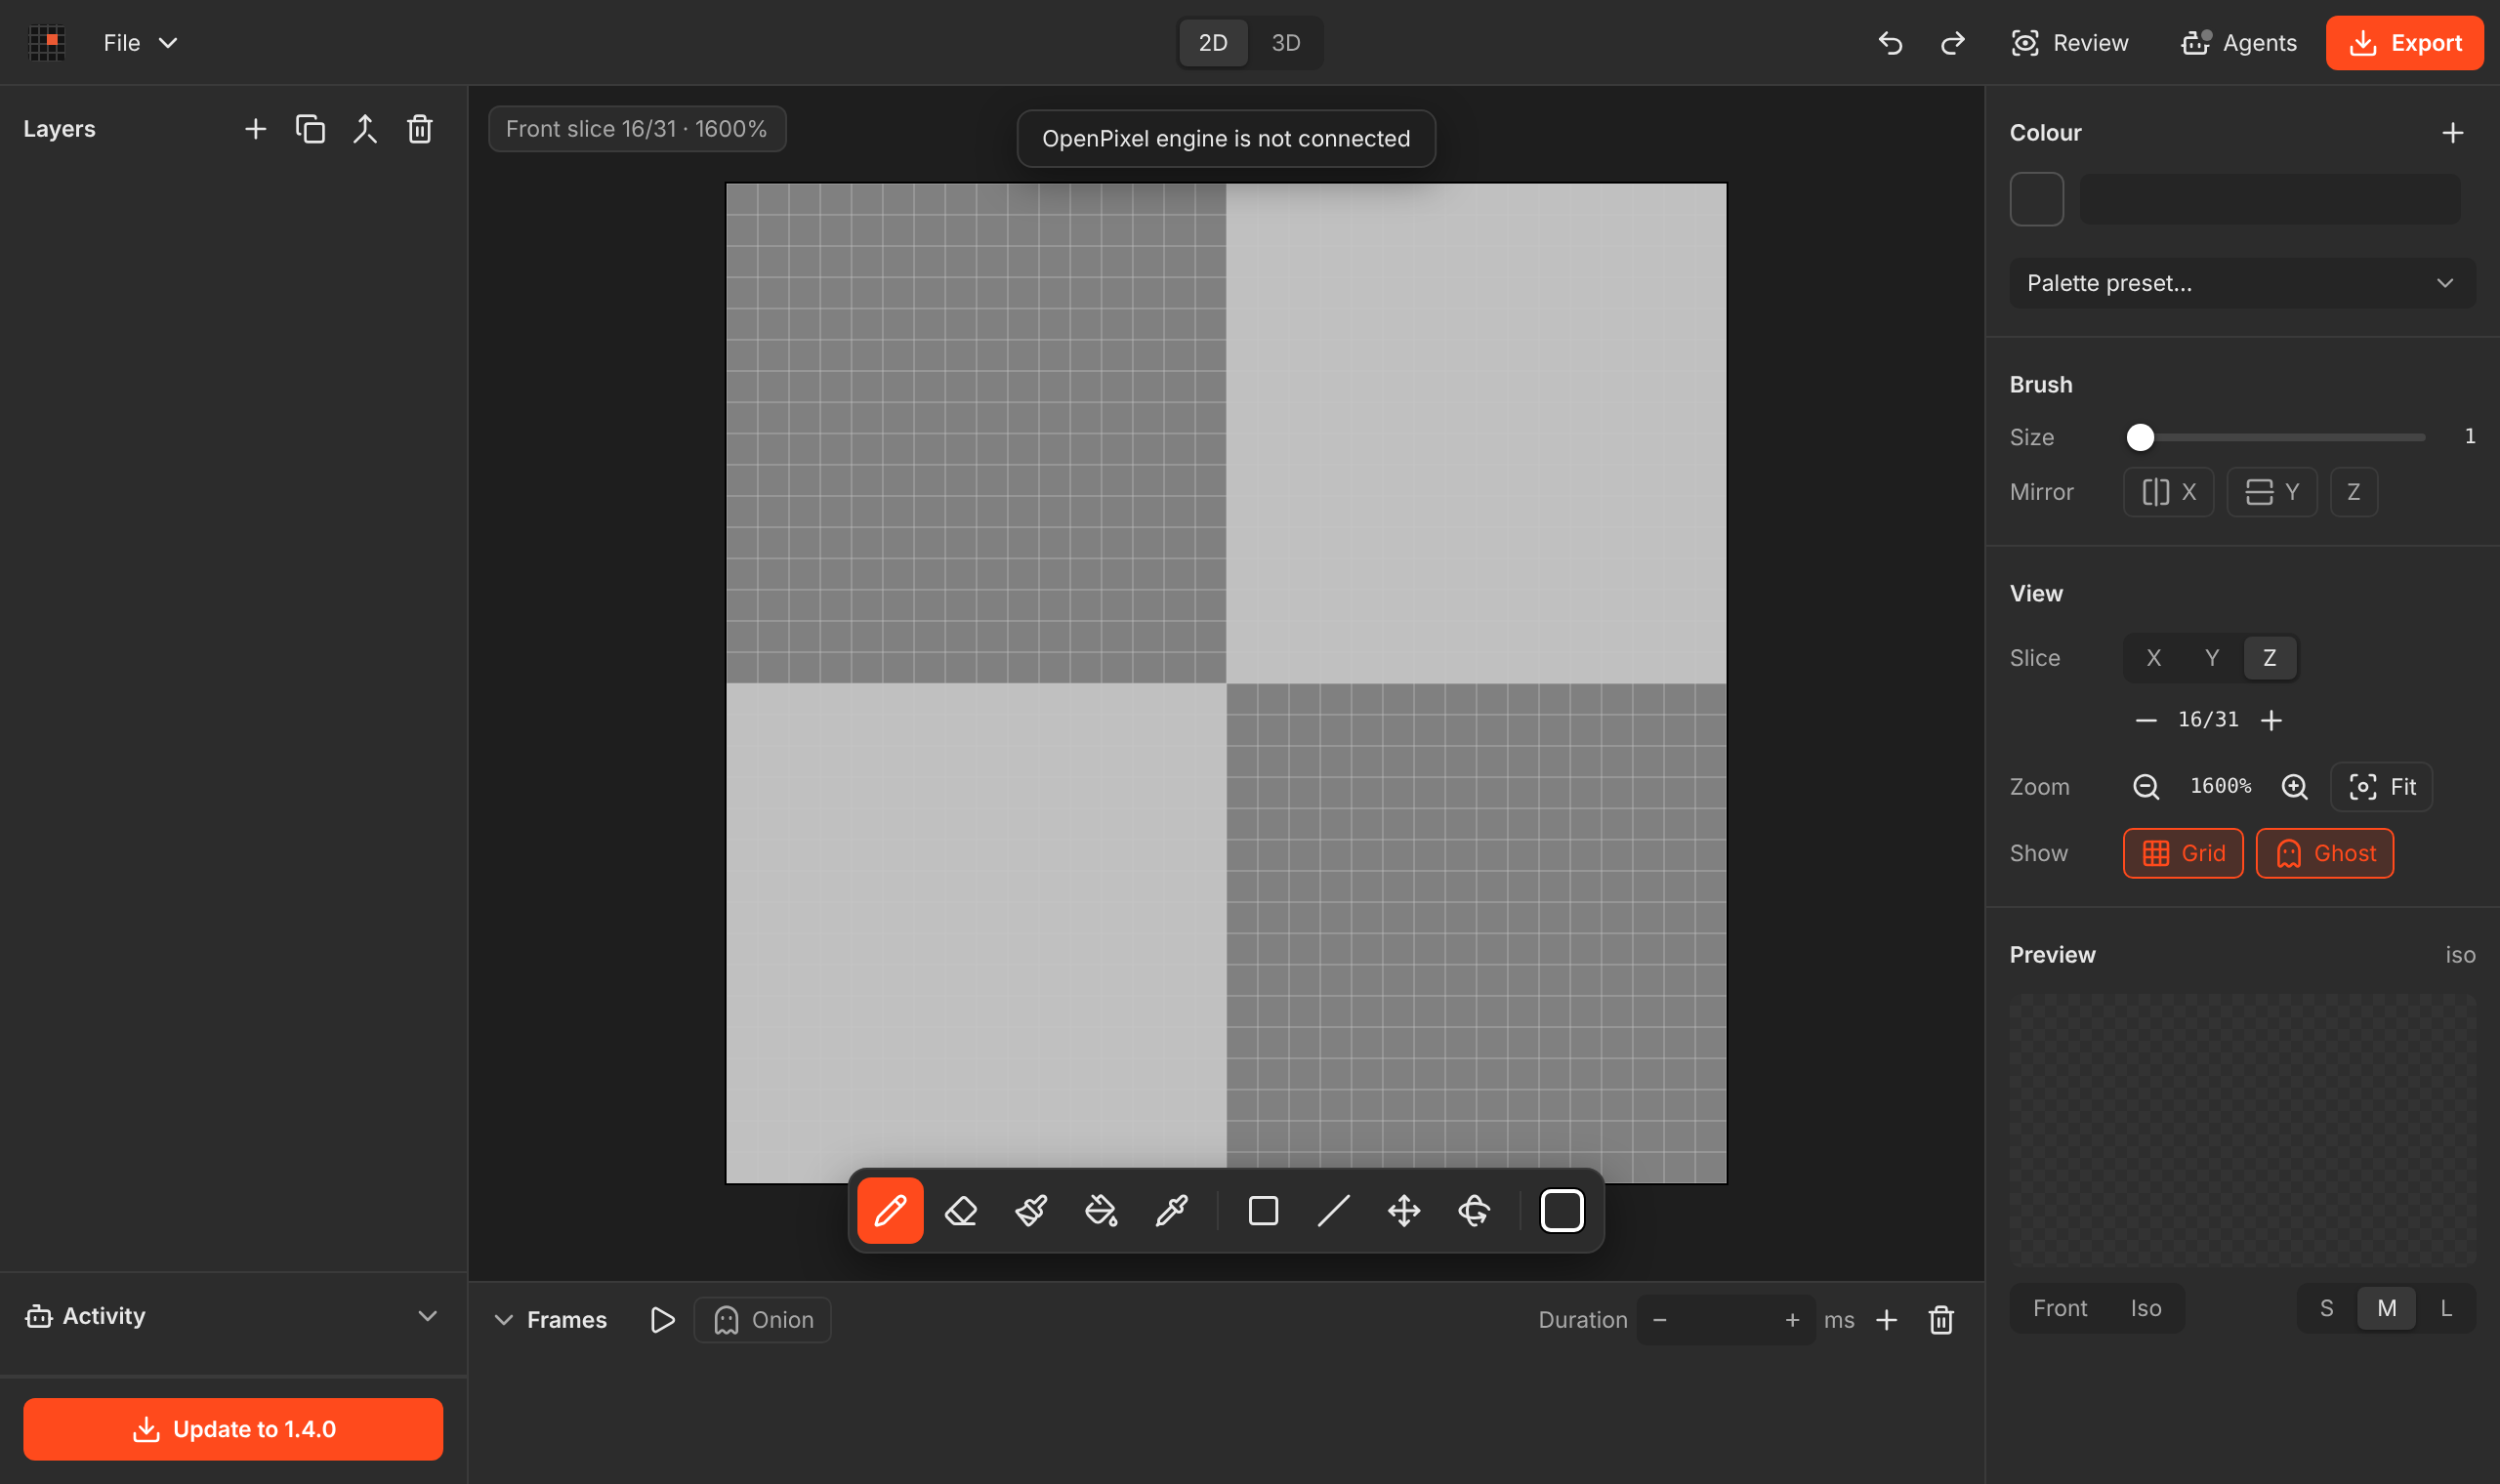 File
2D 3D
Review
Agents
Export
Layers
Front slice 16/31 · 1600%
OpenPixel engine is not connected
Colour
Palette preset...
Brush
Size 1
Mirror X Y Z
View
Slice X Y Z
16/31
Zoom 1600% Fit
Show Grid Ghost
Preview iso
Front Iso S M L
Activity
Frames Onion Duration − + ms
Update to 1.4.0